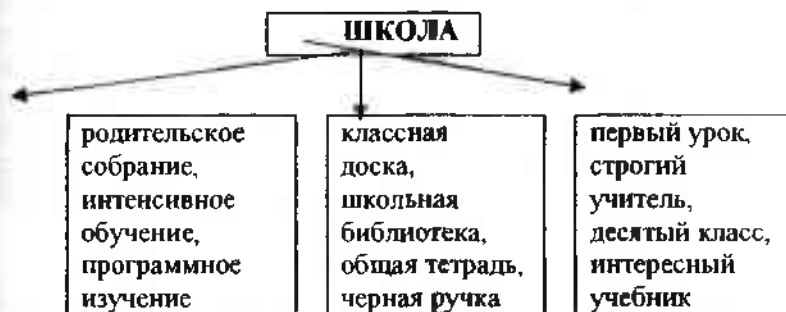 ШКОЛА
родительское
собрание,
интенсивное
обучение,
программное
изучение
классная
доска,
школьная
библиотека,
общая тетрадь,
черная ручка
первый урок,
строгий
учитель,
десятый класс,
интересный
учебник